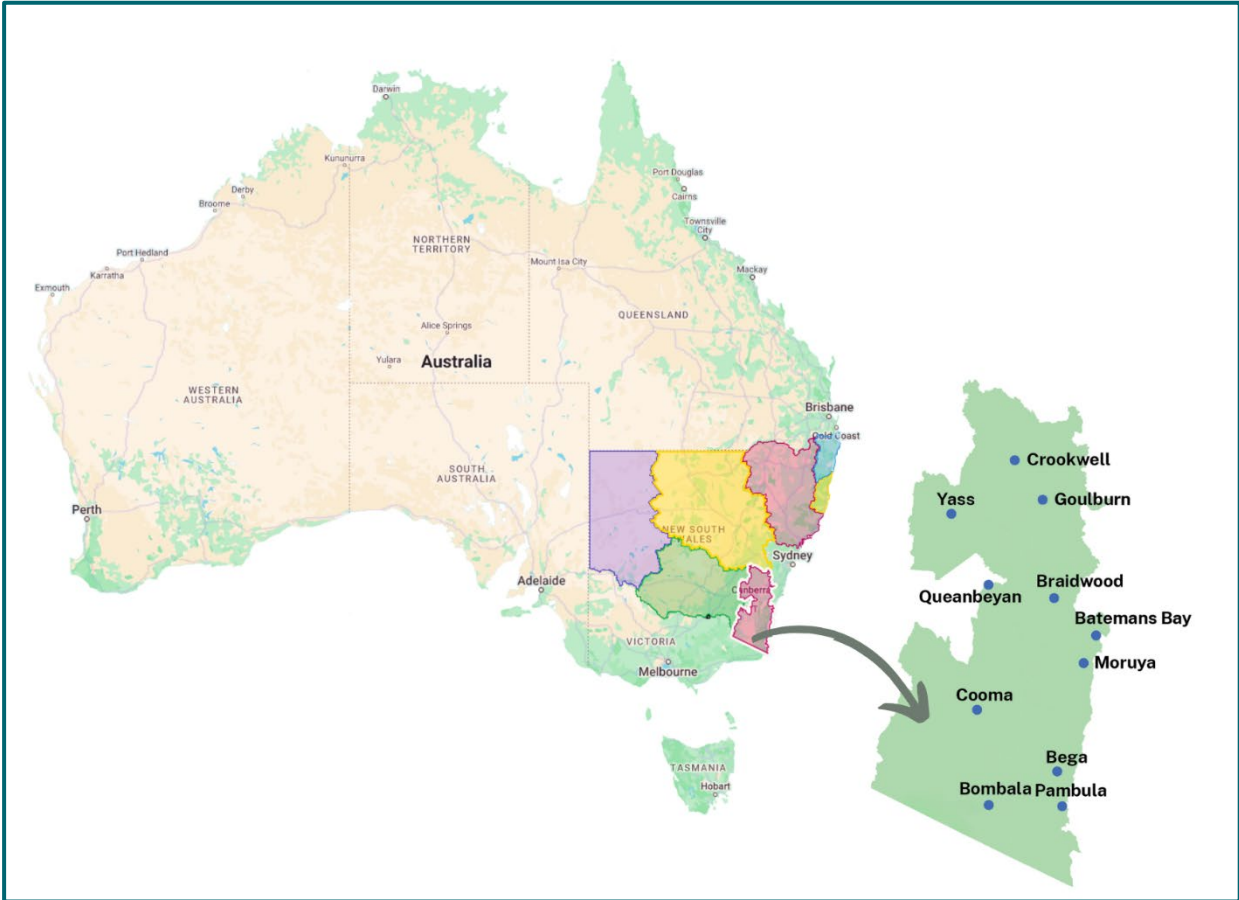 Darwin
Kununurra
Derby
Broome
Port Hedland
Karratha
Exmouth
NORTHERN
TERRITORY
Mount Isa City
Port Douglas
Cairns
Townsville
City
Mackay
QUEENSLAND
Alice Springs
Yulara
Australia
WESTERN
AUSTRALIA
SOUTH
AUSTRALIA
Brisbane
Gold Coast
Perth
NEW SOUTH
WALES
Sydney
Adelaide
Canberra
VICTORIA
Melbourne
TASMANIA
Hobart
Crookwell
Yass
Goulburn
Queanbeyan
Braidwood
Batemans Bay
Moruya
Cooma
Bega
Bombala
Pambula